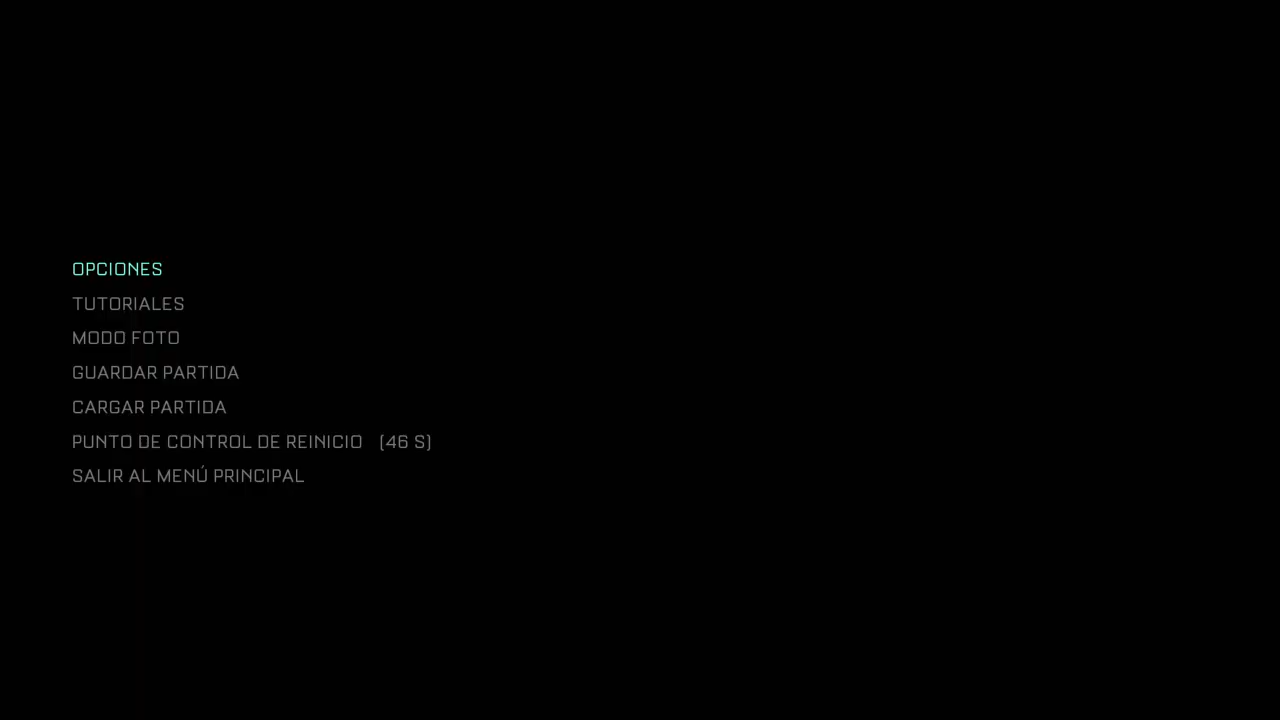 OPCIONES
TUTORIALES
MODO FOTO
GUARDAR PARTIDA
CARGAR PARTIDA
PUNTO DE CONTROL DE REINICIO (46 S)
SALIR AL MENÚ PRINCIPAL